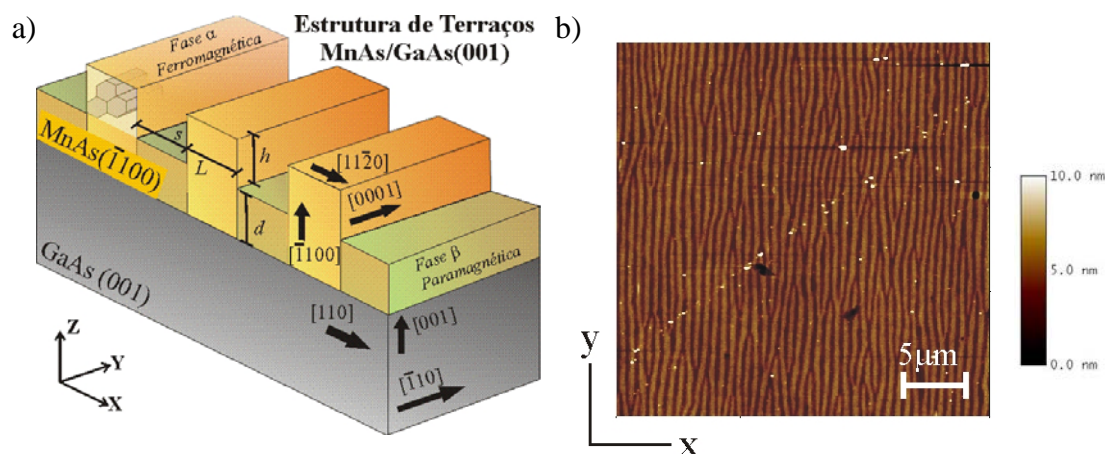 a)
Estrutura de Terraços
MnAs/GaAs(001)
Fase α
Ferromagnética
s
L
h
d
[112̄0]
[0001]
[1̄100]
MnAs(1̄100)
GaAs (001)
Fase β
Paramagnética
[110]
[001]
[1̄10]
Z
Y
X
b)
10.0 nm
5.0 nm
0.0 nm
5μm
y
x